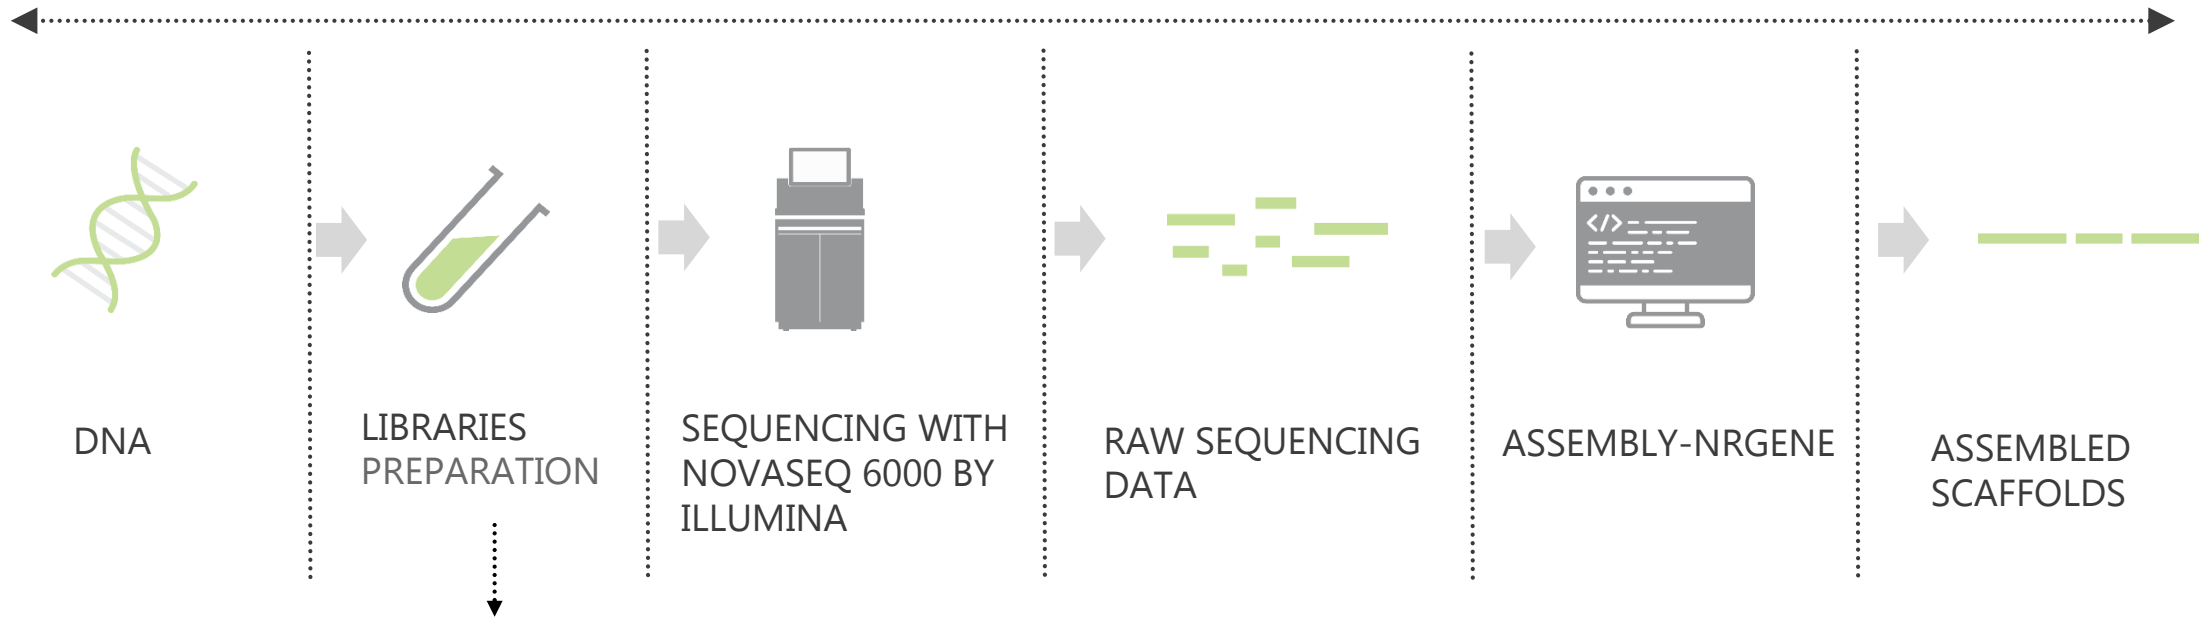 DNA
LIBRARIES
PREPARATION
SEQUENCING WITH
NOVASEQ 6000 BY
ILLUMINA
RAW SEQUENCING
DATA
</>
ASSEMBLY-NRGENE
ASSEMBLED
SCAFFOLDS